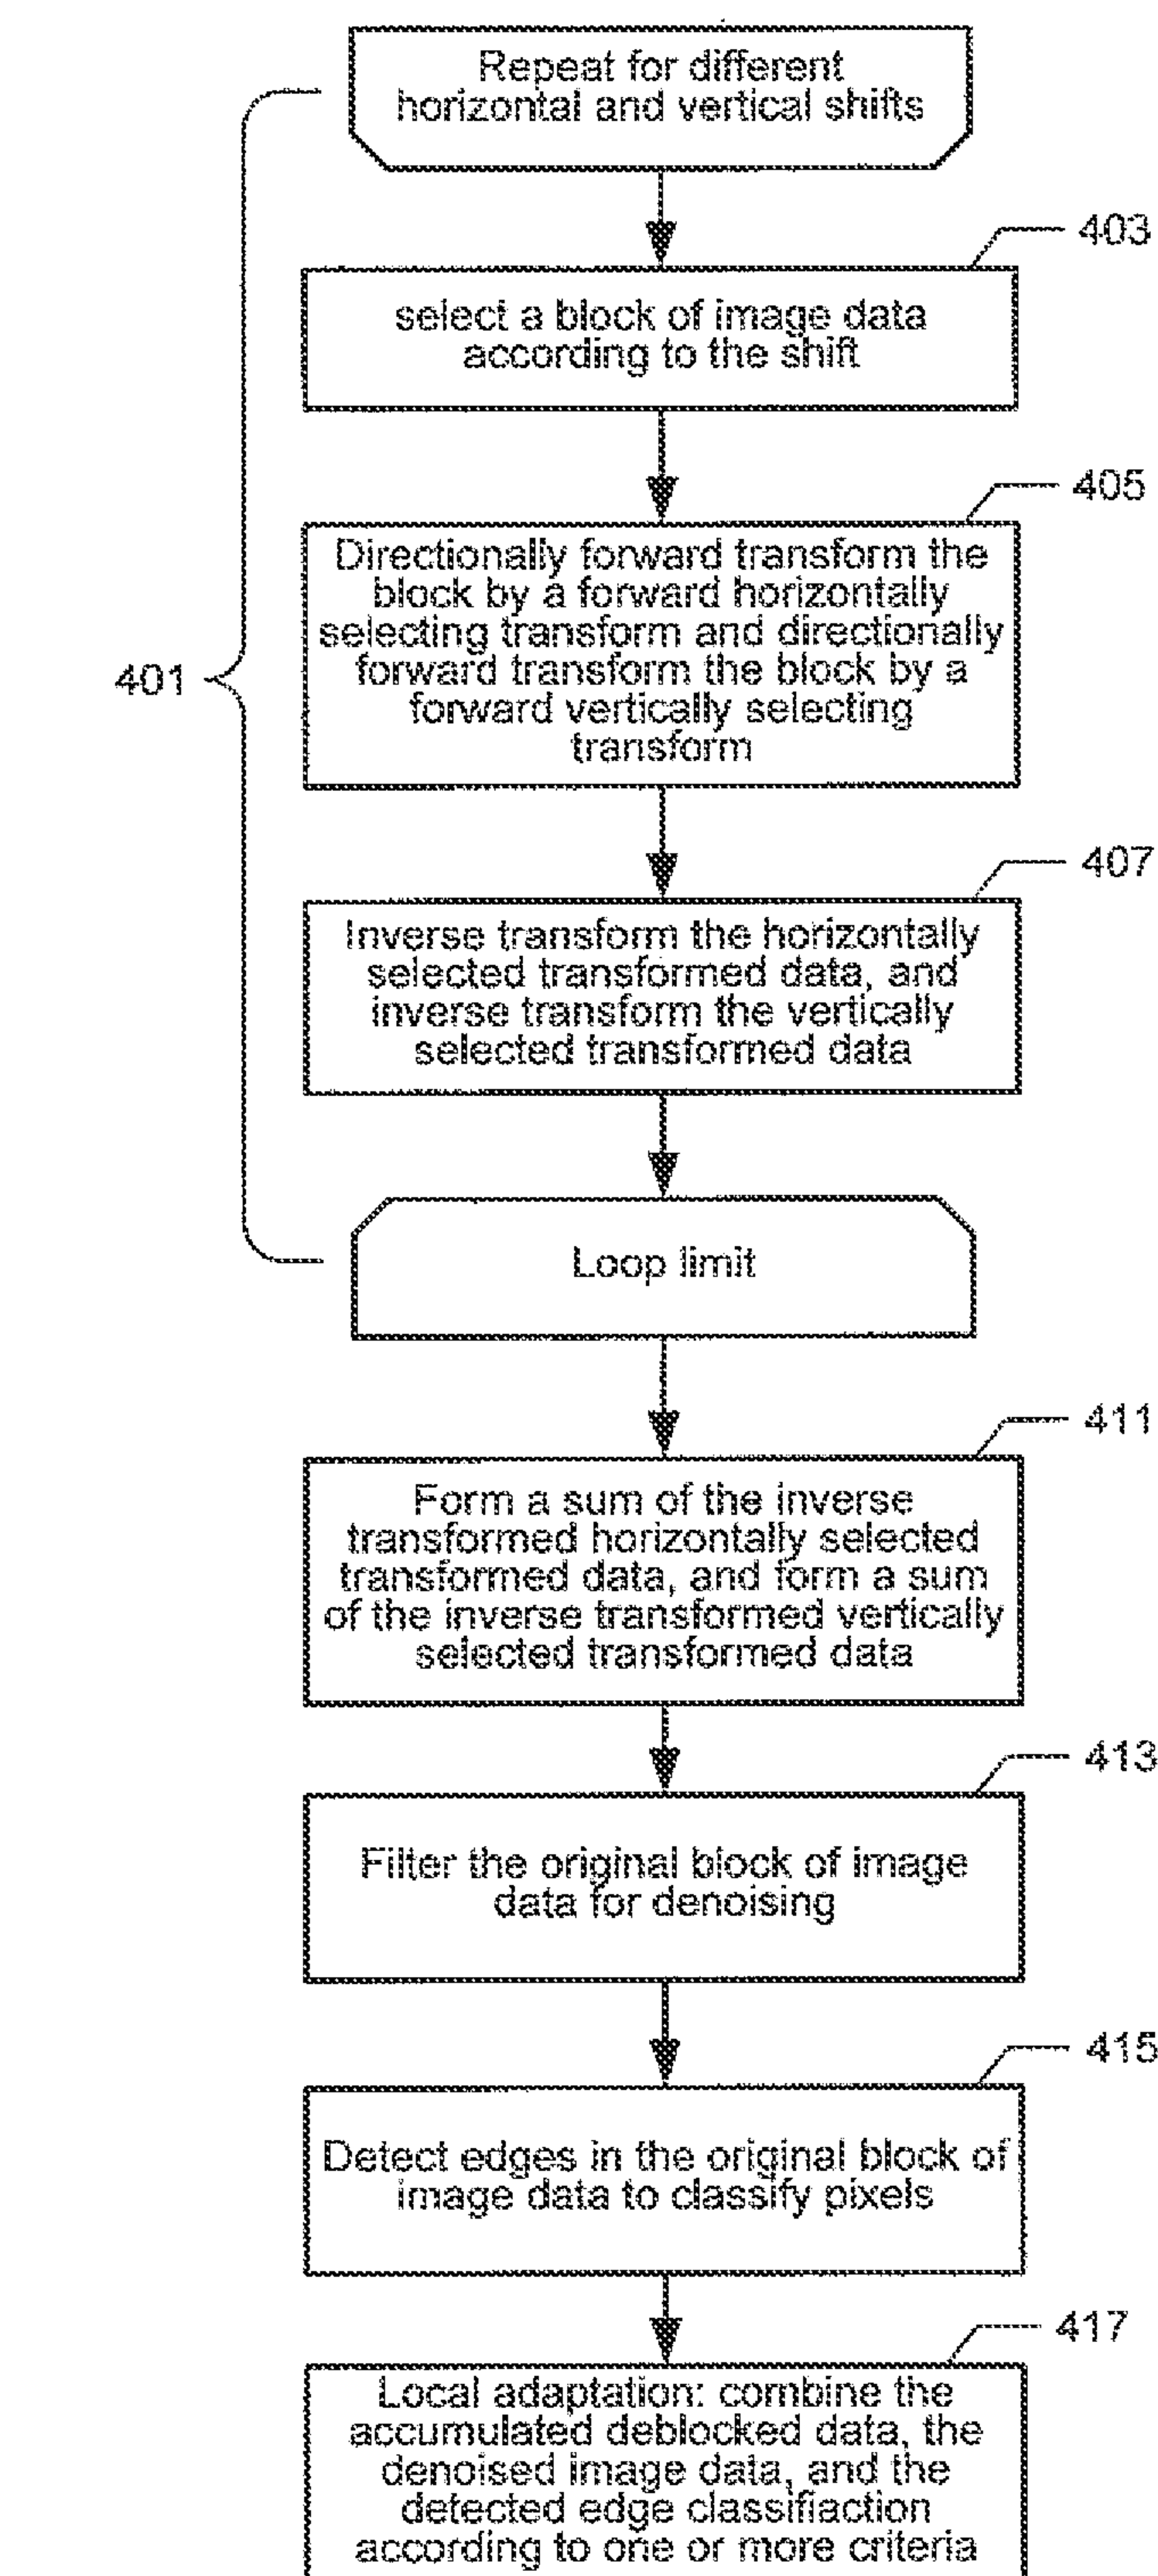 Repeat for different
horizontal and vertical shifts
403
select a block of image data
according to the shift
405
Directionally forward transform the
block by a forward horizontally
selecting transform and directionally
forward transform the block by a
forward vertically selecting
transform
401
407
Inverse transform the horizontally
selected transformed data, and
inverse transform the vertically
selected transformed data
Loop limit
411
Form a sum of the inverse
transformed horizontally selected
transformed data, and form a sum
of the inverse transformed vertically
selected transformed data
413
Filter the original block of image
data for denoising
415
Detect edges in the original block of
image data to classify pixels
417
Local adaptation: combine the
accumulated deblocked data, the
denoised image data, and the
detected edge classifiaction
according to one or more criteria